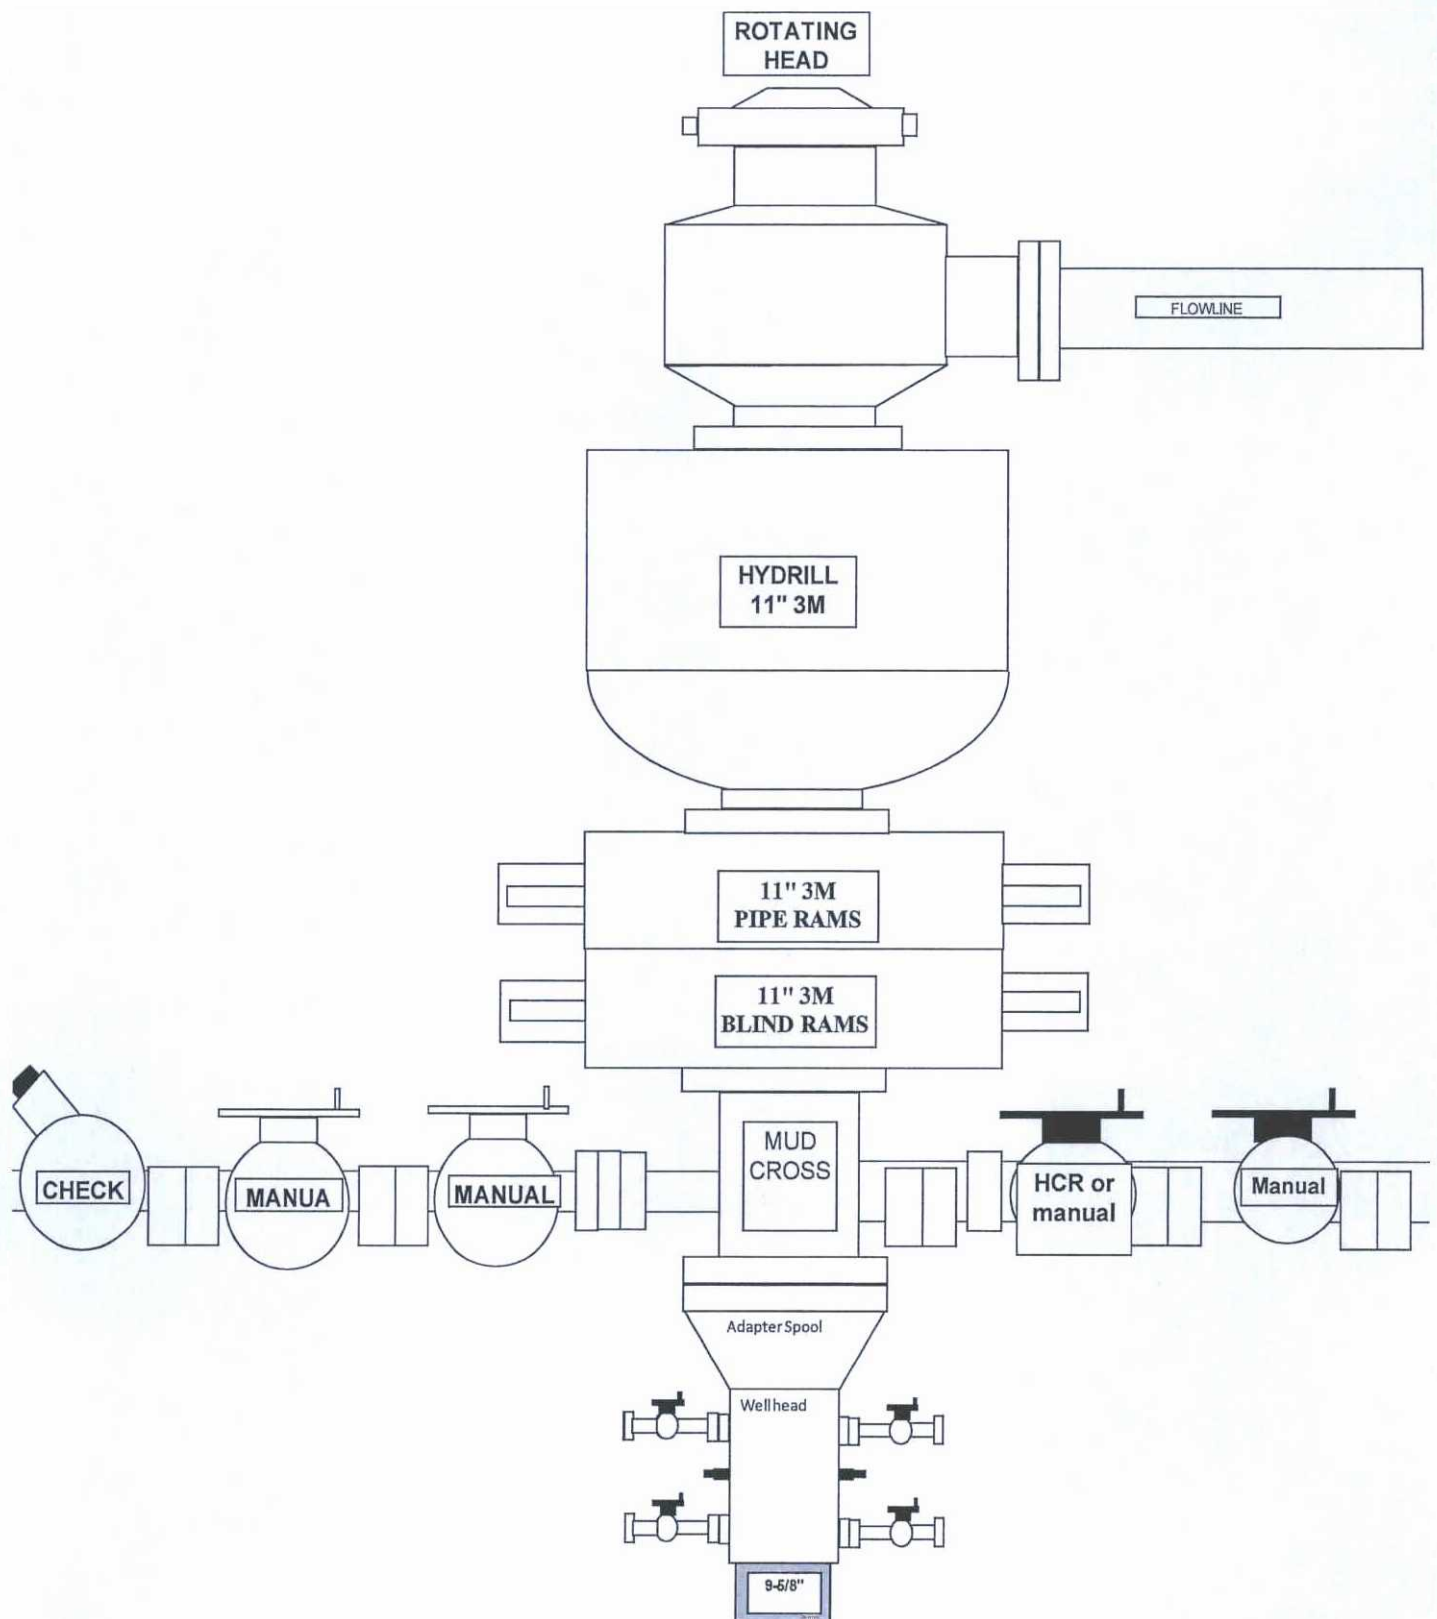 ROTATING
HEAD
FLOWLINE
HYDRILL
11" 3M
11" 3M
PIPE RAMS
11" 3M
BLIND RAMS
CHECK
MANUA
MANUAL
MUD
CROSS
HCR or
manual
Manual
Adapter Spool
Wellhead
9-5/8"